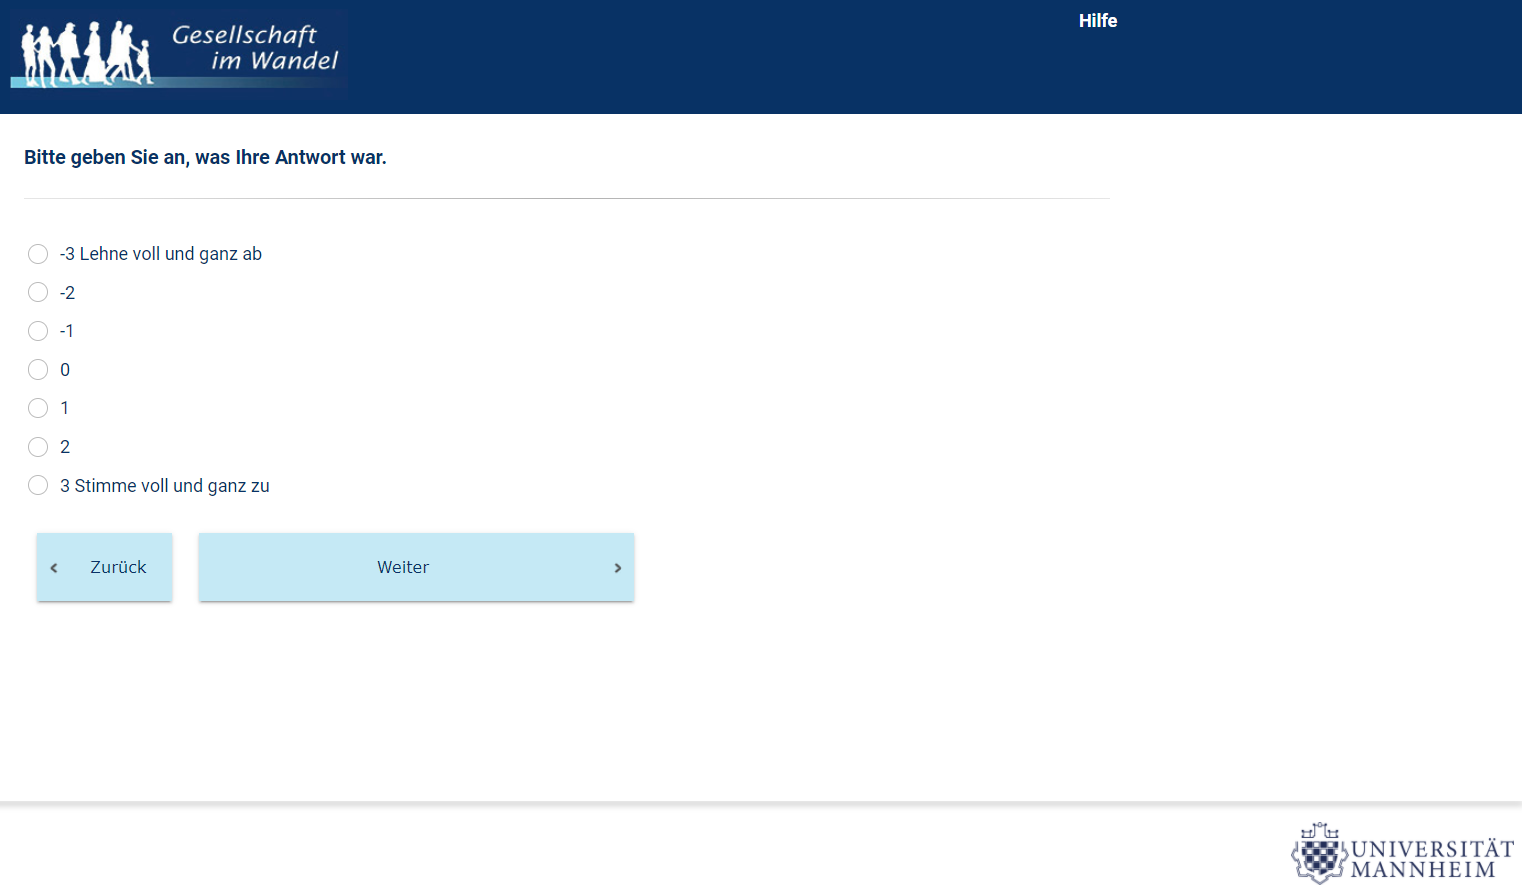 Gesellschaft
im Wandel
Hilfe
Bitte geben Sie an, was Ihre Antwort war.
-3 Lehne voll und ganz ab
-2
-1
0
1
2
3 Stimme voll und ganz zu
Zurück
Weiter
UNIVERSITÄT
MANNHEIM